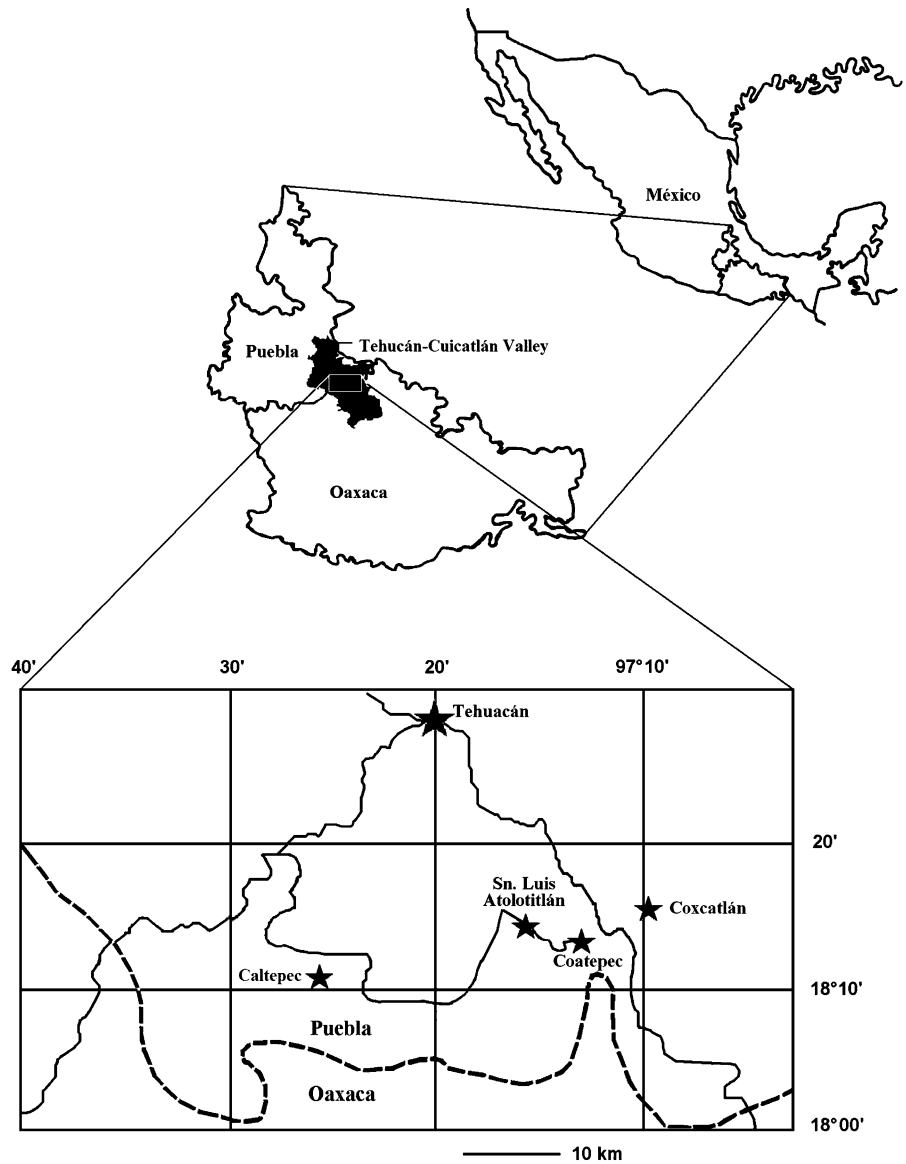 México
Puebla
Tehucán-Cuicatlán Valley
Oaxaca
40'
30'
20'
97°10'
Tehuacán
20'
Sn. Luis
Atolotitlán
Coxcatlán
Coatepec
Caltepec
18°10'
Puebla
Oaxaca
18°00'
10 km